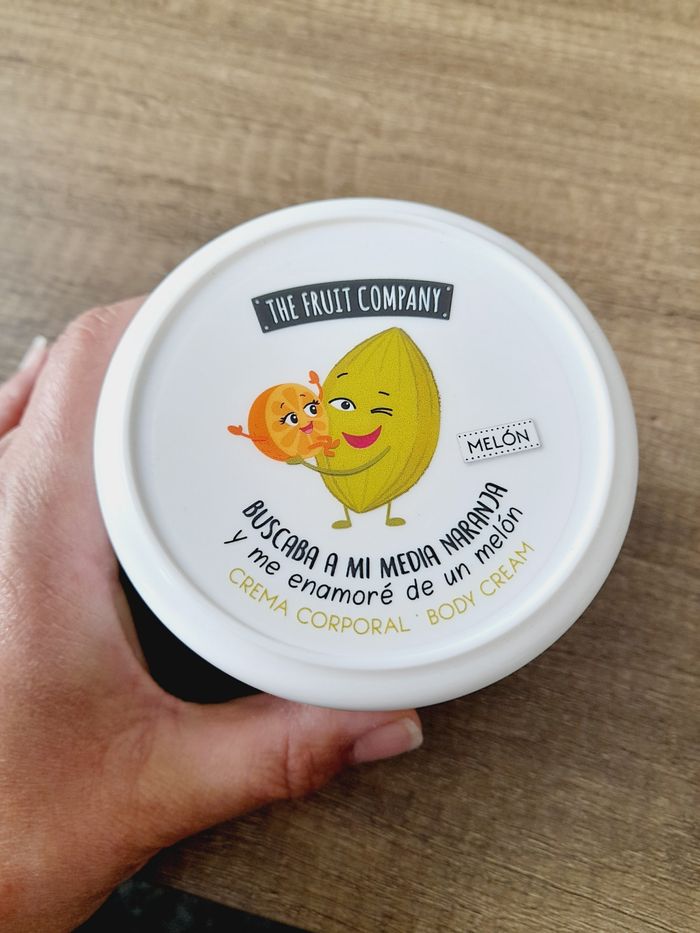 THE FRUIT COMPANY
MELÓN
BUSCABA A MI MEDIA NARANJA
y me enamoré de un melón
CREMA CORPORAL · BODY CREAM